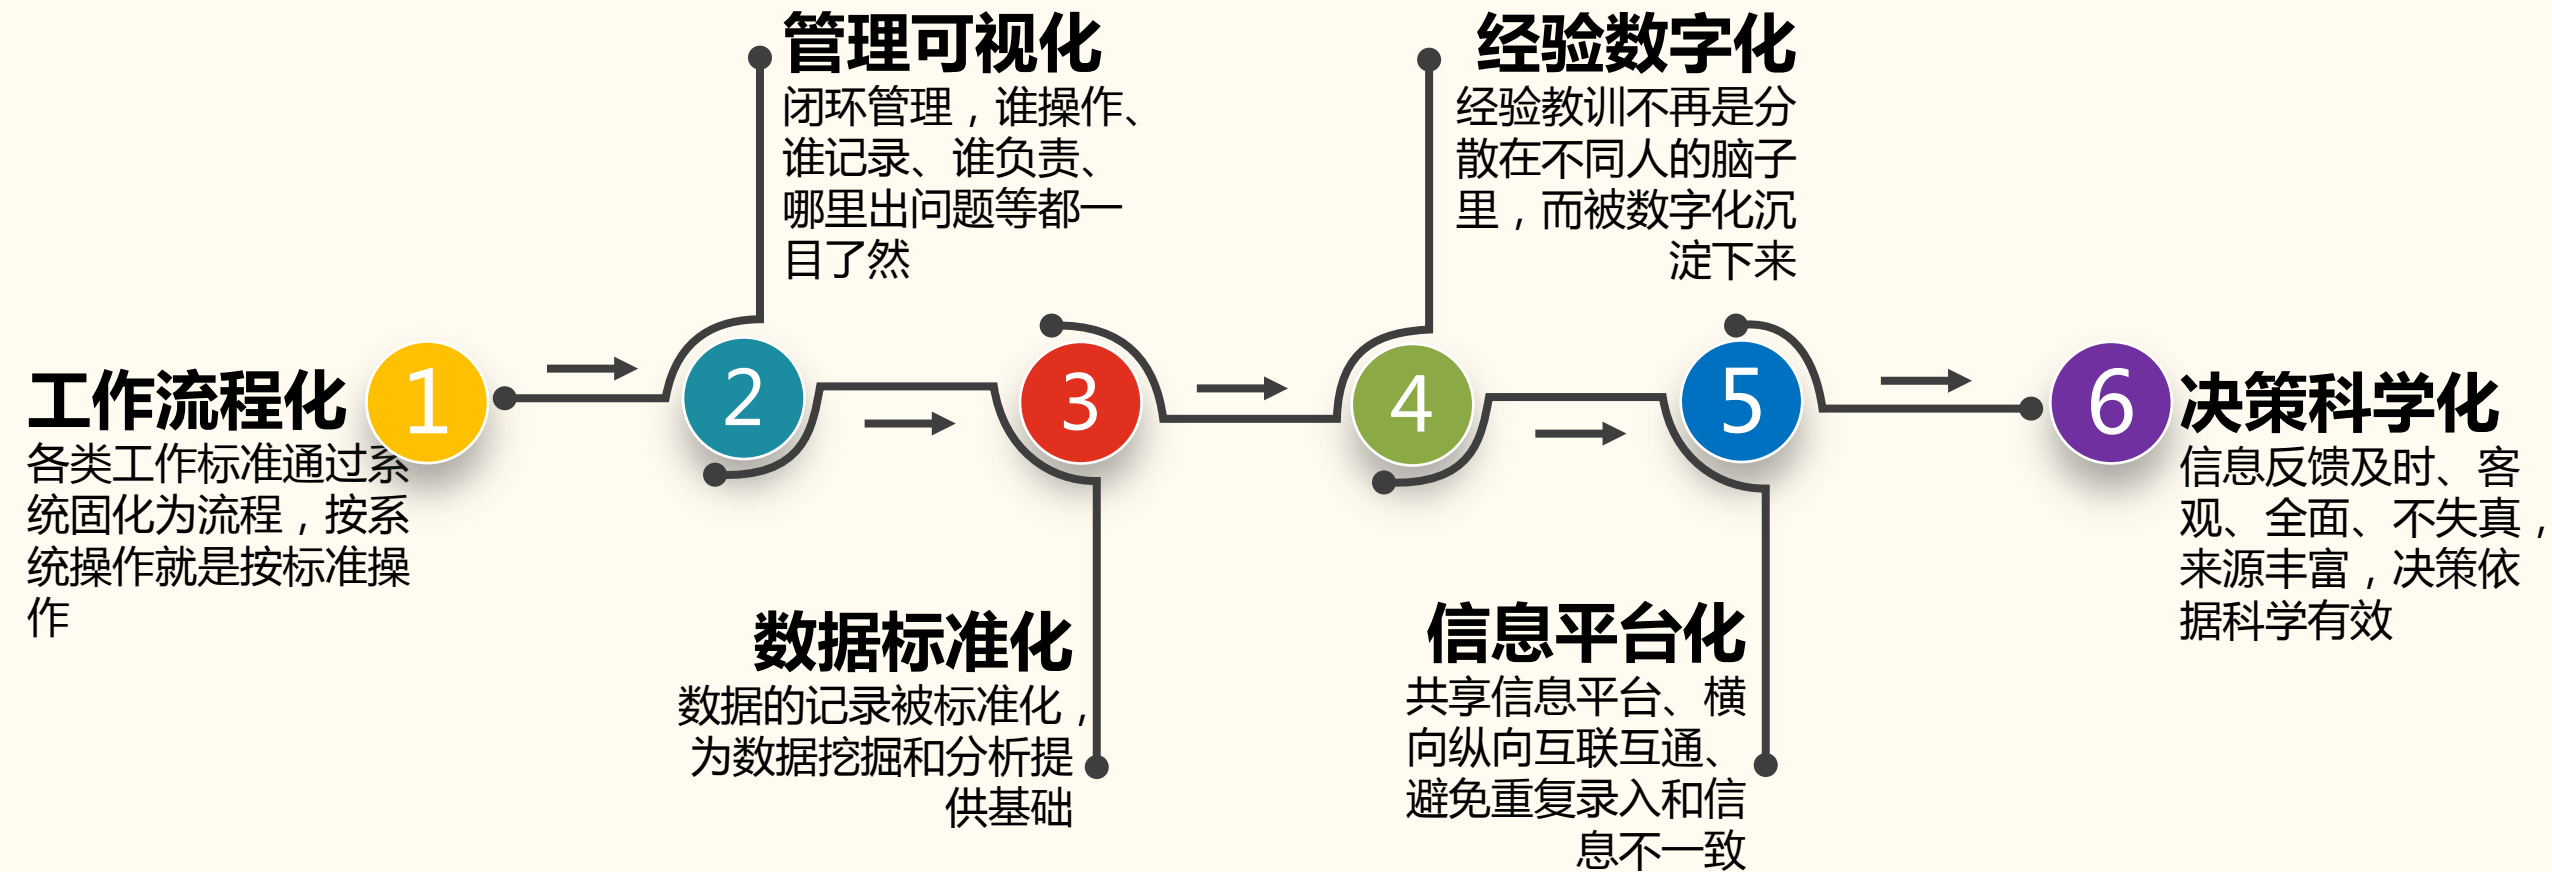 1
工作流程化
各类工作标准通过系
统固化为流程，按系
统操作就是按标准操
作
2
管理可视化
闭环管理，谁操作、
谁记录、谁负责、
哪里出问题等都一
目了然
3
数据标准化
数据的记录被标准化，
为数据挖掘和分析提
供基础
4
经验数字化
经验教训不再是分
散在不同人的脑子
里，而被数字化沉
淀下来
5
信息平台化
共享信息平台、横
向纵向互联互通、
避免重复录入和信
息不一致
6
决策科学化
信息反馈及时、客
观、全面、不失真，
来源丰富，决策依
据科学有效